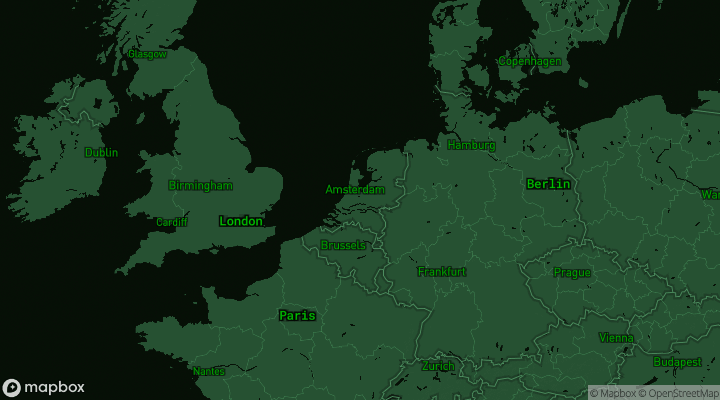 Glasgow
Copenhagen
Dublin
Hamburg
Birmingham
Amsterdam
Berlin
Cardiff
London
Brussels
Frankfurt
Prague
Paris
Vienna
Budapest
Zurich
Nantes
mapbox
© Mapbox © OpenStreetMap